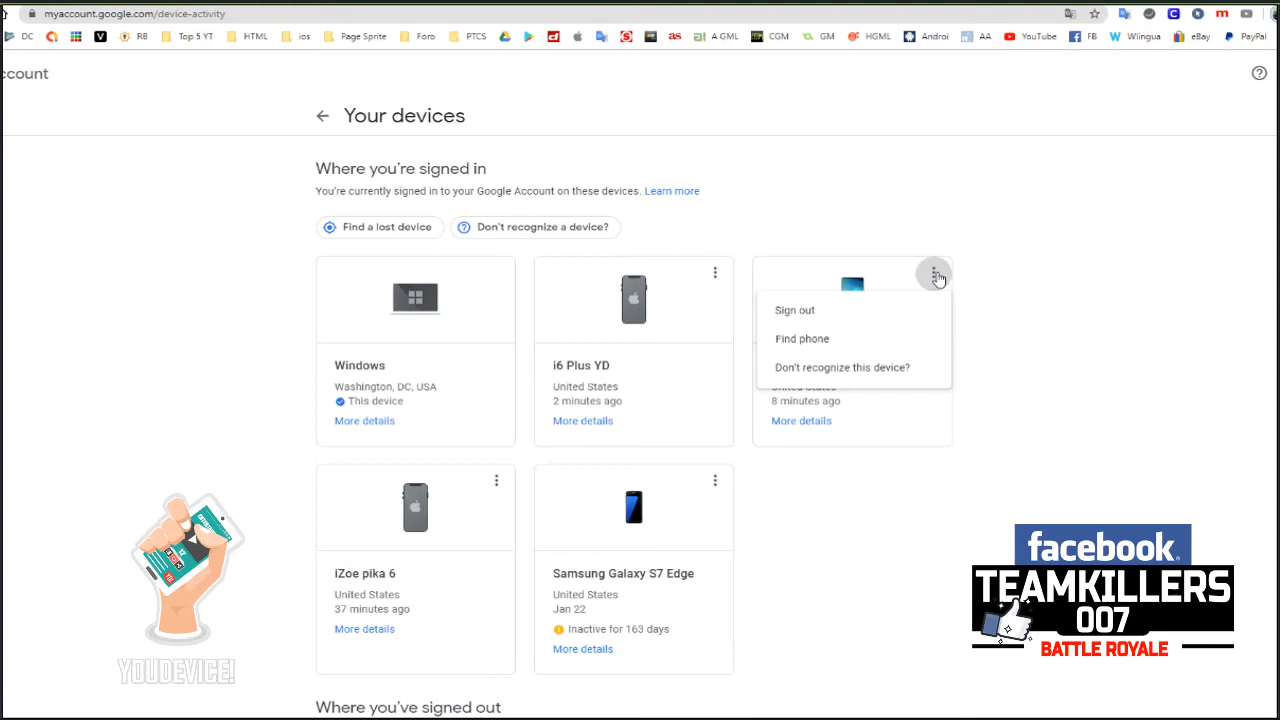 myaccount.google.com/device-activity
DC
RB
Top 5 YT
HTML
ios
Page Sprite
Foro
PTCS
A GML
CGM
GM
HGML
Androi
AA
YouTube
FB
Wlingua
eBay
PayPal
ccount
Your devices
Where you're signed in
You're currently signed in to your Google Account on these devices. Learn more
Find a lost device
Don't recognize a device?
Windows
Washington, DC, USA
This device
More details
i6 Plus YD
United States
2 minutes ago
More details
Sign out
Find phone
Don't recognize this device?
United States
8 minutes ago
More details
iZoe pika 6
United States
37 minutes ago
More details
Samsung Galaxy S7 Edge
United States
Jan 22
Inactive for 163 days
More details
Where you've signed out
YOUDEVICE!
facebook
TEAMKILLERS
007
BATTLE ROYALE